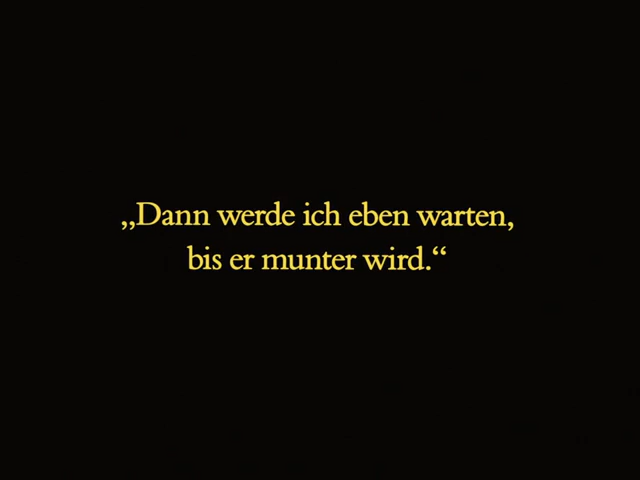 „Dann werde ich eben warten,
bis er munter wird.“